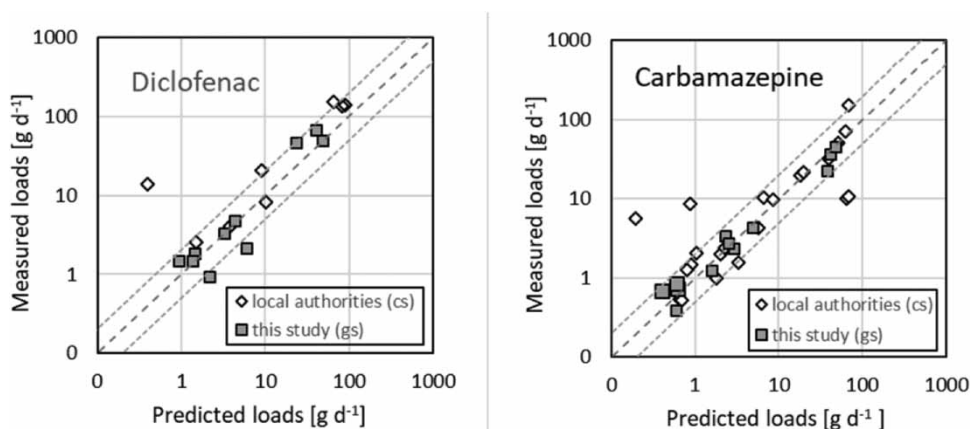 Diclofenac
Measured loads [g d⁻¹]
1000
100
10
1
0
0 1 10 100 1000
Predicted loads [g d⁻¹]
local authorities (cs)
this study (gs)
Carbamazepine
Measured loads [g d⁻¹]
1000
100
10
1
0
0 1 10 100 1000
Predicted loads [g d⁻¹ ]
local authorities (cs)
this study (gs)